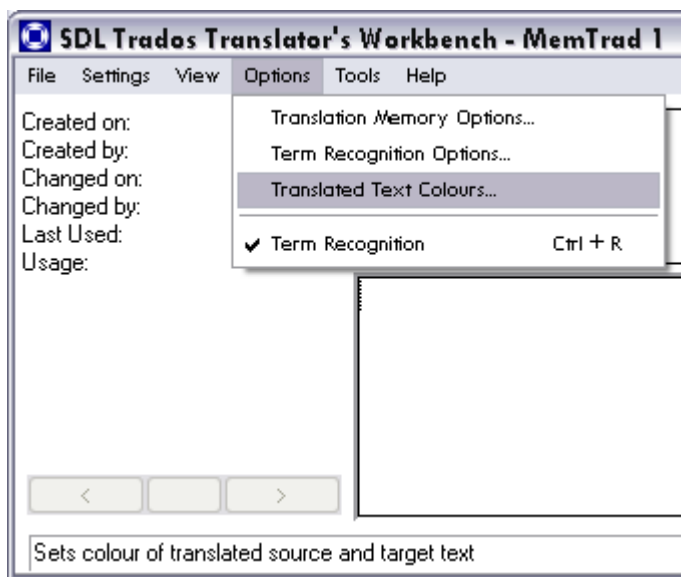 SDL Trados Translator's Workbench - MemTrad 1
File Settings View Options Tools Help
Created on:
Created by:
Changed on:
Changed by:
Last Used:
Usage:
Translation Memory Options...
Term Recognition Options...
Translated Text Colours...
✔ Term Recognition Ctrl + R
< >
Sets colour of translated source and target text